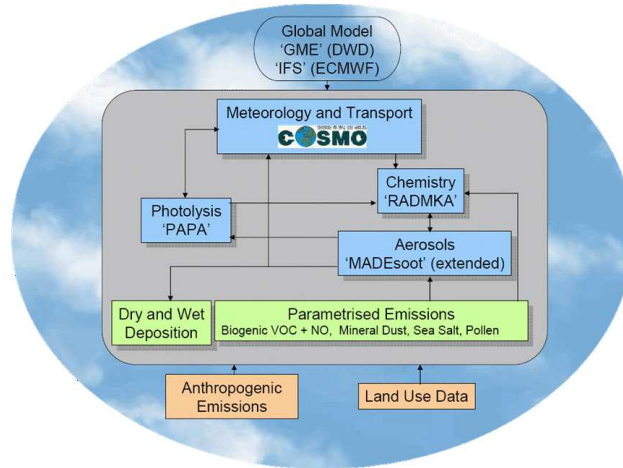 Global Model
‘GME’ (DWD)
‘IFS’ (ECMWF)
Meteorology and Transport
COSMO
Chemistry
‘RADMKA’
Photolysis
‘PAPA’
Aerosols
‘MADEsoot’ (extended)
Dry and Wet
Deposition
Parametrised Emissions
Biogenic VOC + NO, Mineral Dust, Sea Salt, Pollen
Anthropogenic
Emissions
Land Use Data